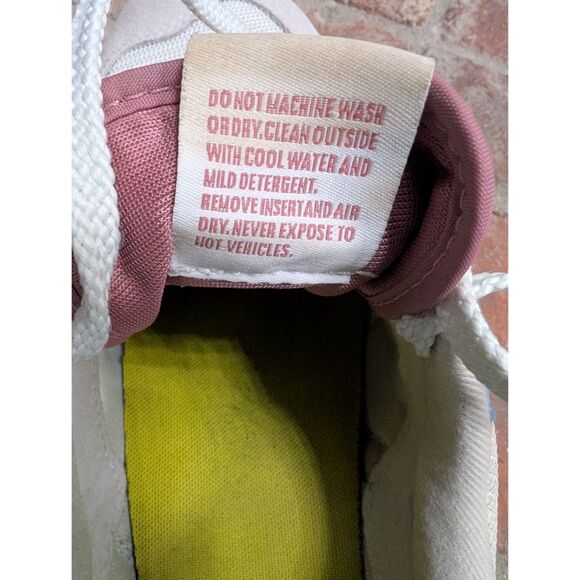 DO NOT MACHINE WASH
OR DRY. CLEAN OUTSIDE
WITH COOL WATER AND
MILD DETERGENT.
REMOVE INSERT AND AIR
DRY. NEVER EXPOSE TO
HOT VEHICLES.